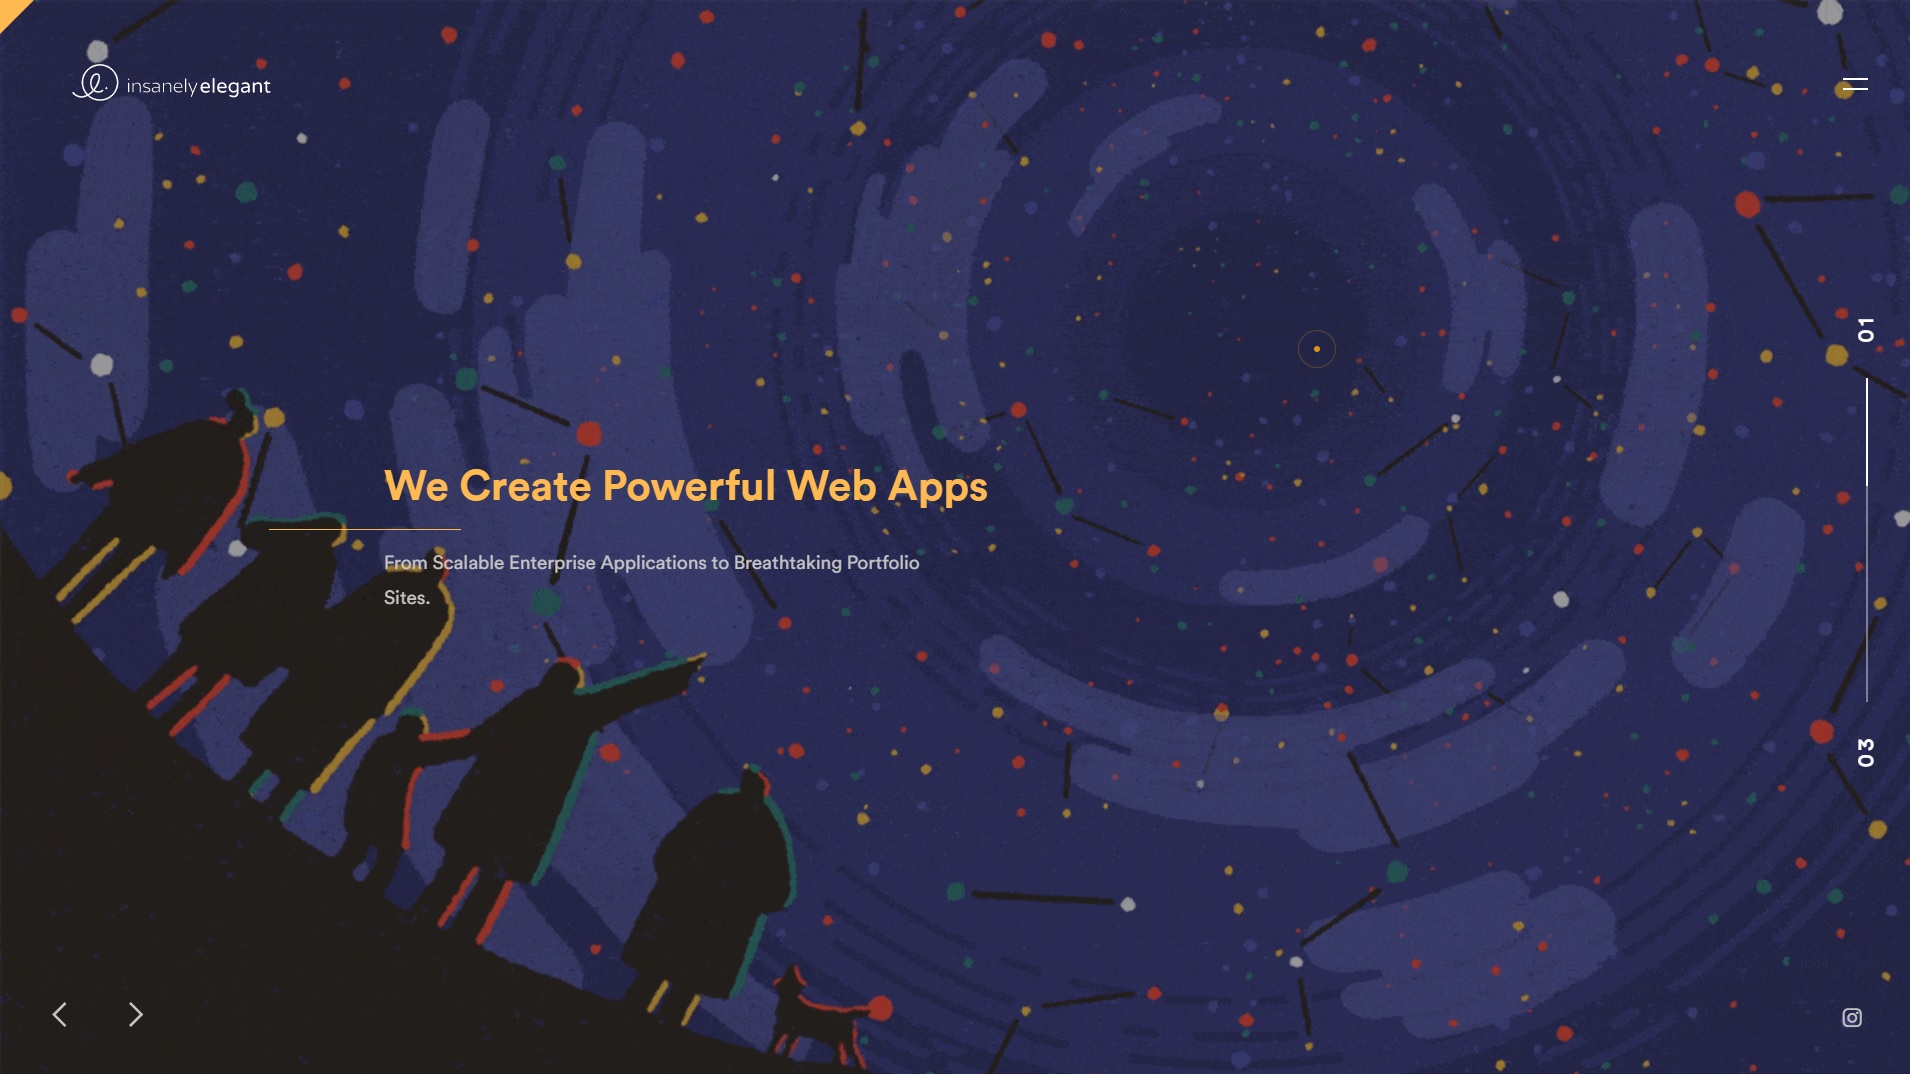 insanelyelegant
01
We Create Powerful Web Apps
From Scalable Enterprise Applications to Breathtaking Portfolio
Sites.
03